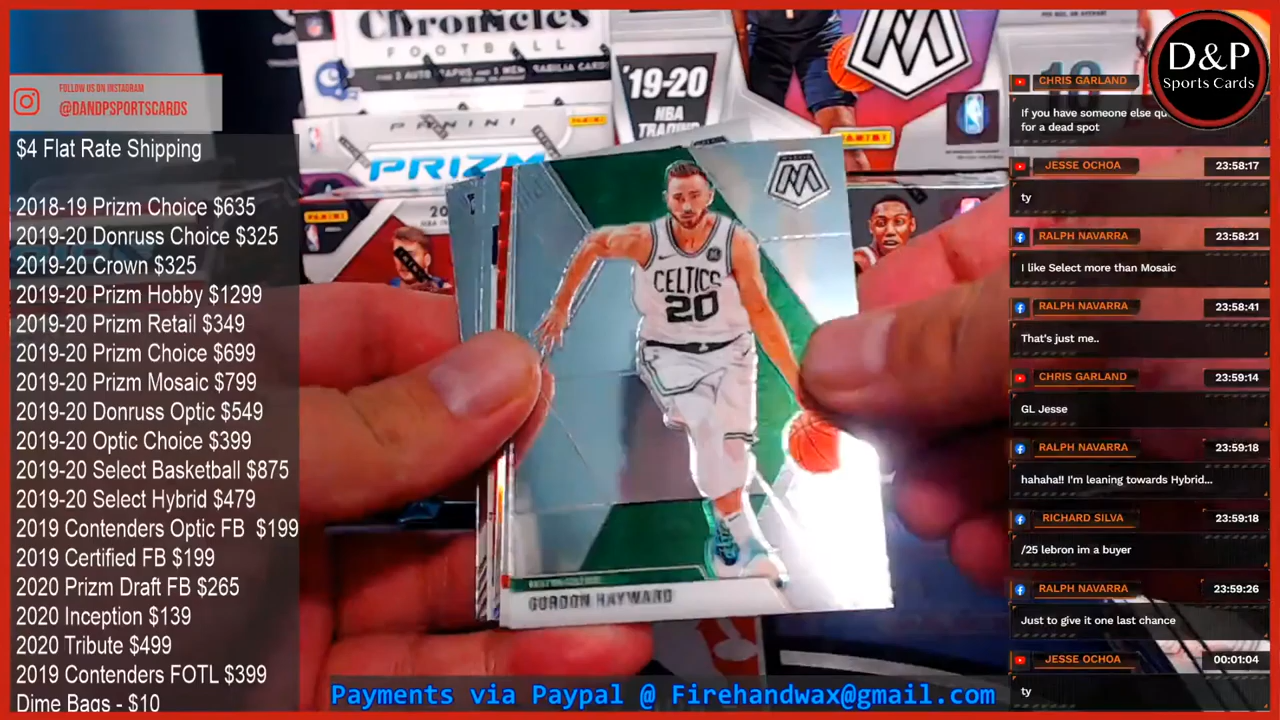 FOLLOW US ON INSTAGRAM
@DANDPSPORTSCARDS
$4 Flat Rate Shipping
2018-19 Prizm Choice $635
2019-20 Donruss Choice $325
2019-20 Crown $325
2019-20 Prizm Hobby $1299
2019-20 Prizm Retail $349
2019-20 Prizm Choice $699
2019-20 Prizm Mosaic $799
2019-20 Donruss Optic $549
2019-20 Optic Choice $399
2019-20 Select Basketball $875
2019-20 Select Hybrid $479
2019 Contenders Optic FB $199
2019 Certified FB $199
2020 Prizm Draft FB $265
2020 Inception $139
2020 Tribute $499
2019 Contenders FOTL $399
Dime Bags - $10
Chronicles
FOOTBALL
PANINI
PRIZM
PANINI
20
'19-20
NBA
TRADING
PANINI
MOSAIC
CELTICS
20
GORDON HAYWARD
Payments via Paypal @ Firehandwax@gmail.com
D&P
Sports Cards
CHRIS GARLAND
If you have someone else
for a dead spot
JESSE OCHOA 23:58:17
ty
RALPH NAVARRA 23:58:21
I like Select more than Mosaic
RALPH NAVARRA 23:58:41
That's just me..
CHRIS GARLAND 23:59:14
GL Jesse
RALPH NAVARRA 23:59:18
hahaha!! I'm leaning towards Hybrid...
RICHARD SILVA 23:59:18
/25 lebron im a buyer
RALPH NAVARRA 23:59:26
Just to give it one last chance
JESSE OCHOA 00:01:04
ty